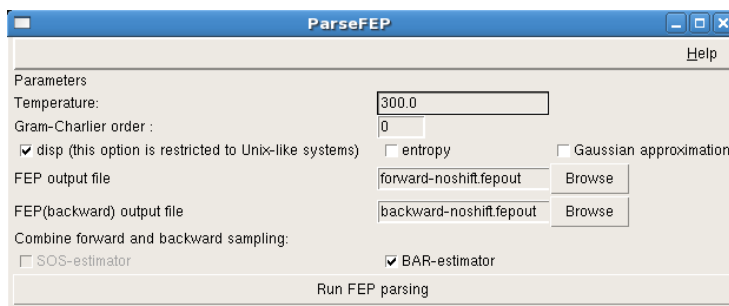 ParseFEP
Help
Parameters
Temperature: 300.0
Gram-Charlier order : 0
disp (this option is restricted to Unix-like systems) entropy Gaussian approximation
FEP output file forward-noshift.fepout Browse
FEP(backward) output file backward-noshift.fepout Browse
Combine forward and backward sampling:
SOS-estimator BAR-estimator
Run FEP parsing